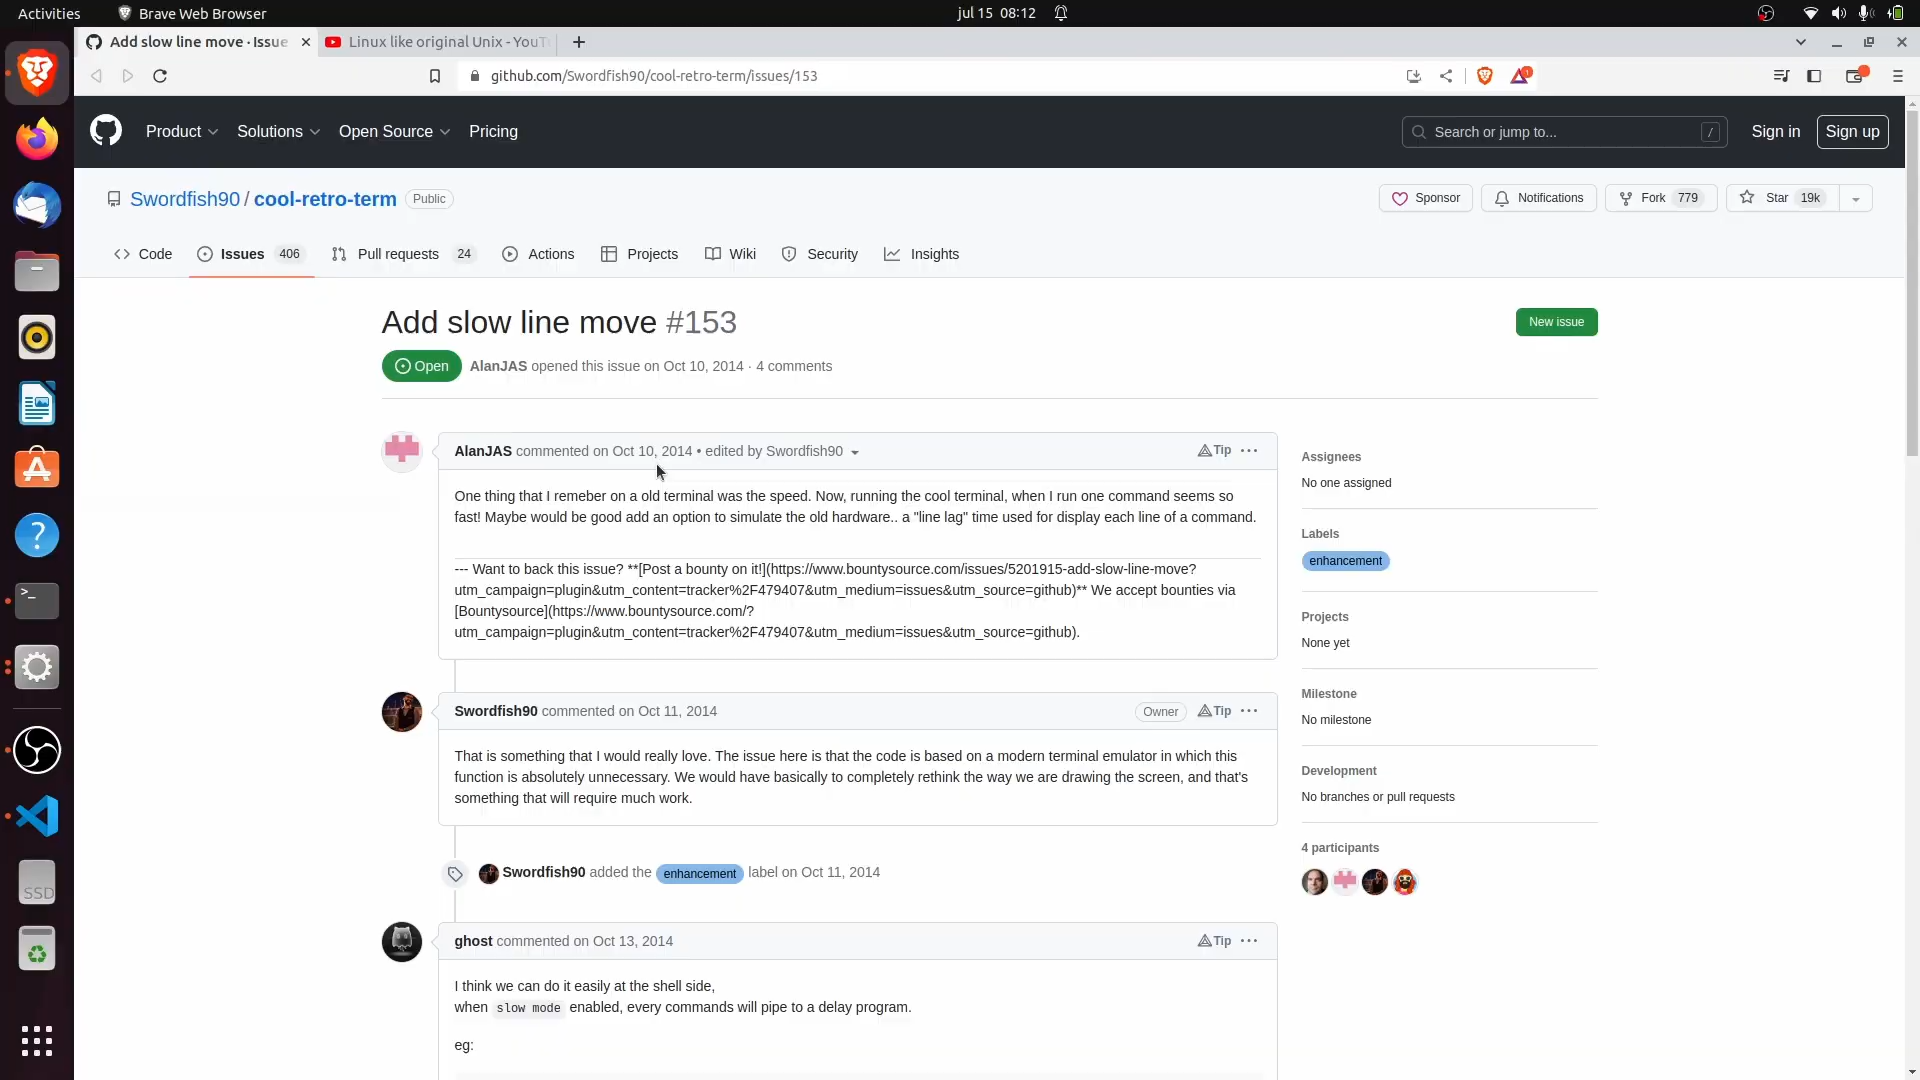 Activities
Brave Web Browser
jul 15 08:12
Add slow line move · Issue
Linux like original Unix - YouT
github.com/Swordfish90/cool-retro-term/issues/153
1
Product
Solutions
Open Source
Pricing
Search or jump to...
/
Sign in
Sign up
Swordfish90 / cool-retro-term
Public
Sponsor
Notifications
Fork 779
Star 19k
Code
Issues 406
Pull requests 24
Actions
Projects
Wiki
Security
Insights
Add slow line move #153
New issue
Open
AlanJAS opened this issue on Oct 10, 2014 · 4 comments
AlanJAS commented on Oct 10, 2014 • edited by Swordfish90
Tip
One thing that I remeber on a old terminal was the speed. Now, running the cool terminal, when I run one command seems so
fast! Maybe would be good add an option to simulate the old hardware.. a "line lag" time used for display each line of a command.
--- Want to back this issue? **[Post a bounty on it!](https://www.bountysource.com/issues/5201915-add-slow-line-move?
utm_campaign=plugin&utm_content=tracker%2F479407&utm_medium=issues&utm_source=github)** We accept bounties via
[Bountysource](https://www.bountysource.com/?
utm_campaign=plugin&utm_content=tracker%2F479407&utm_medium=issues&utm_source=github).
Swordfish90 commented on Oct 11, 2014
Owner
Tip
That is something that I would really love. The issue here is that the code is based on a modern terminal emulator in which this
function is absolutely unnecessary. We would have basically to completely rethink the way we are drawing the screen, and that's
something that will require much work.
Swordfish90 added the enhancement label on Oct 11, 2014
ghost commented on Oct 13, 2014
Tip
I think we can do it easily at the shell side,
when slow mode enabled, every commands will pipe to a delay program.
eg:
Assignees
No one assigned
Labels
enhancement
Projects
None yet
Milestone
No milestone
Development
No branches or pull requests
4 participants
>_
?
SSD